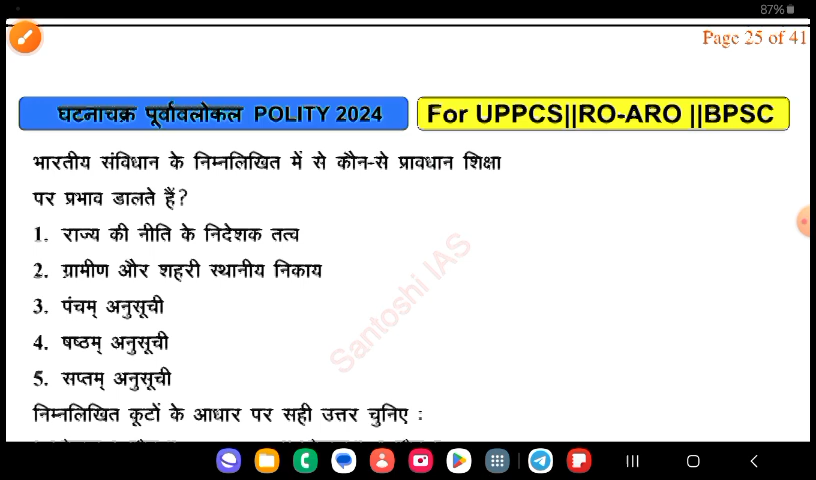 87%
Page 25 of 41
घटनाचक्र पूर्वावलोकल POLITY 2024
For UPPCS||RO-ARO ||BPSC
भारतीय संविधान के निम्नलिखित में से कौन-से प्रावधान शिक्षा
पर प्रभाव डालते हैं?
1. राज्य की नीति के निदेशक तत्व
2. ग्रामीण और शहरी स्थानीय निकाय
3. पंचम् अनुसूची
4. षष्ठम् अनुसूची
5. सप्तम् अनुसूची
Santoshi IAS
निम्नलिखित कूटों के आधार पर सही उत्तर चुनिए :